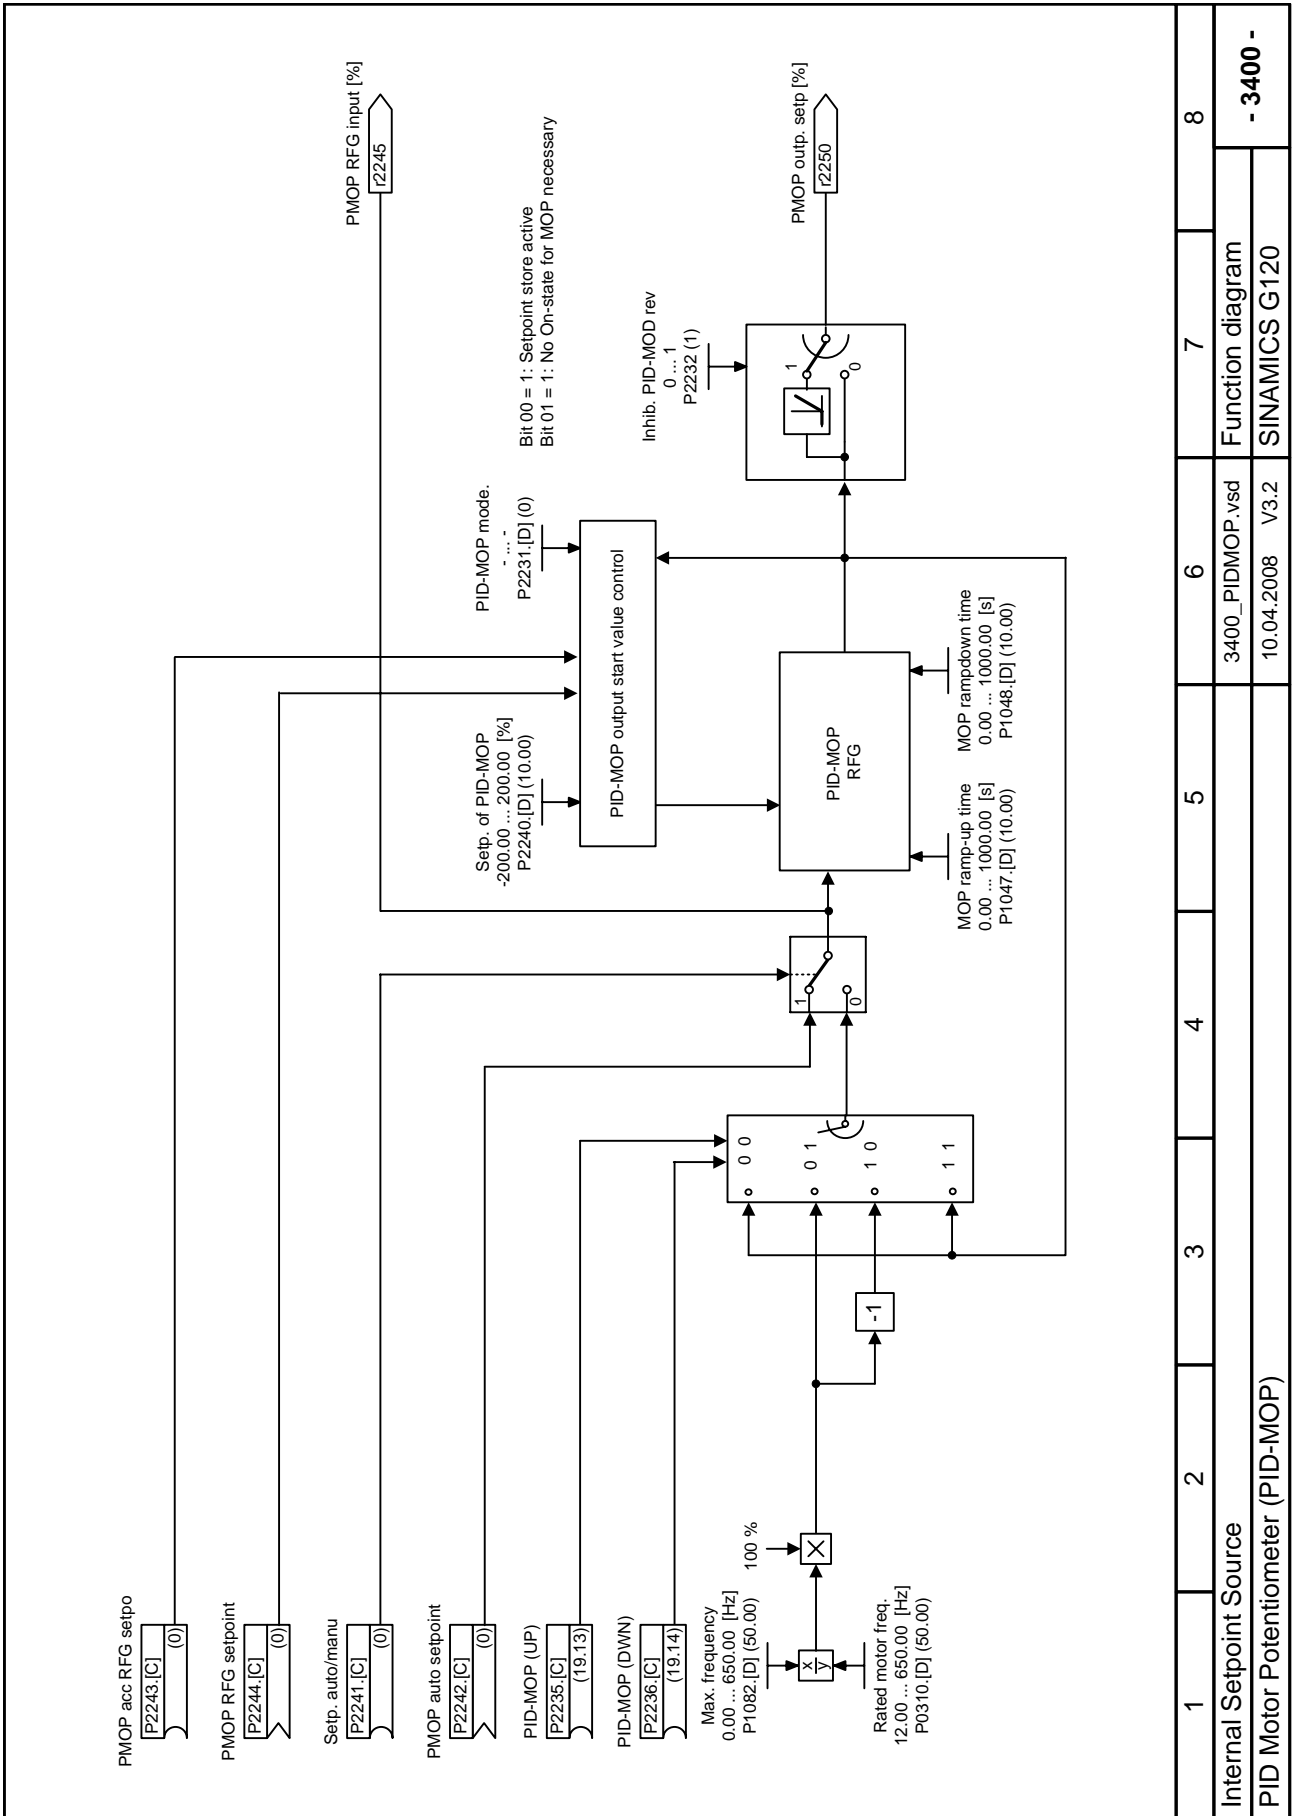 PMOP acc RFG setpo
P2243.[C]
(0)
PMOP RFG setpoint
P2244.[C]
(0)
Setp. auto/manu
P2241.[C]
(0)
PMOP auto setpoint
P2242.[C]
(0)
PID-MOP (UP)
P2235.[C]
(19.13)
PID-MOP (DWN)
P2236.[C]
(19.14)
Max. frequency
0.00 ... 650.00 [Hz]
P1082.[D] (50.00)
x
y
Rated motor freq.
12.00 ... 650.00 [Hz]
P0310.[D] (50.00)
100 %
-1
0 0
0 1
1 0
1 1
1
0
Setp. of PID-MOP
-200.00 ... 200.00 [%]
P2240.[D] (10.00)
PID-MOP mode.
- ... -
P2231.[D] (0)
Bit 00 = 1: Setpoint store active
Bit 01 = 1: No On-state for MOP necessary
PID-MOP output start value control
PID-MOP
RFG
MOP ramp-up time
0.00 ... 1000.00 [s]
P1047.[D] (10.00)
MOP rampdown time
0.00 ... 1000.00 [s]
P1048.[D] (10.00)
Inhib. PID-MOD rev
0 ... 1
P2232 (1)
1
0
PMOP RFG input [%]
r2245
PMOP outp. setp [%]
r2250
1 2 3 4 5 6 7 8
Internal Setpoint Source 3400_PIDMOP.vsd Function diagram - 3400 -
PID Motor Potentiometer (PID-MOP) 10.04.2008 V3.2 SINAMICS G120